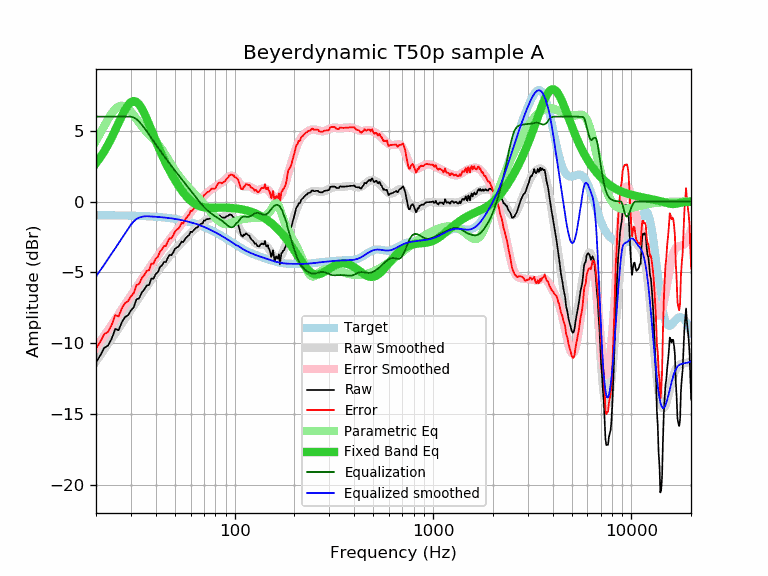 Beyerdynamic T50p sample A
Amplitude (dBr)
5
0
−5
−10
−15
−20
Target
Raw Smoothed
Error Smoothed
Raw
Error
Parametric Eq
Fixed Band Eq
Equalization
Equalized smoothed
100
1000
10000
Frequency (Hz)